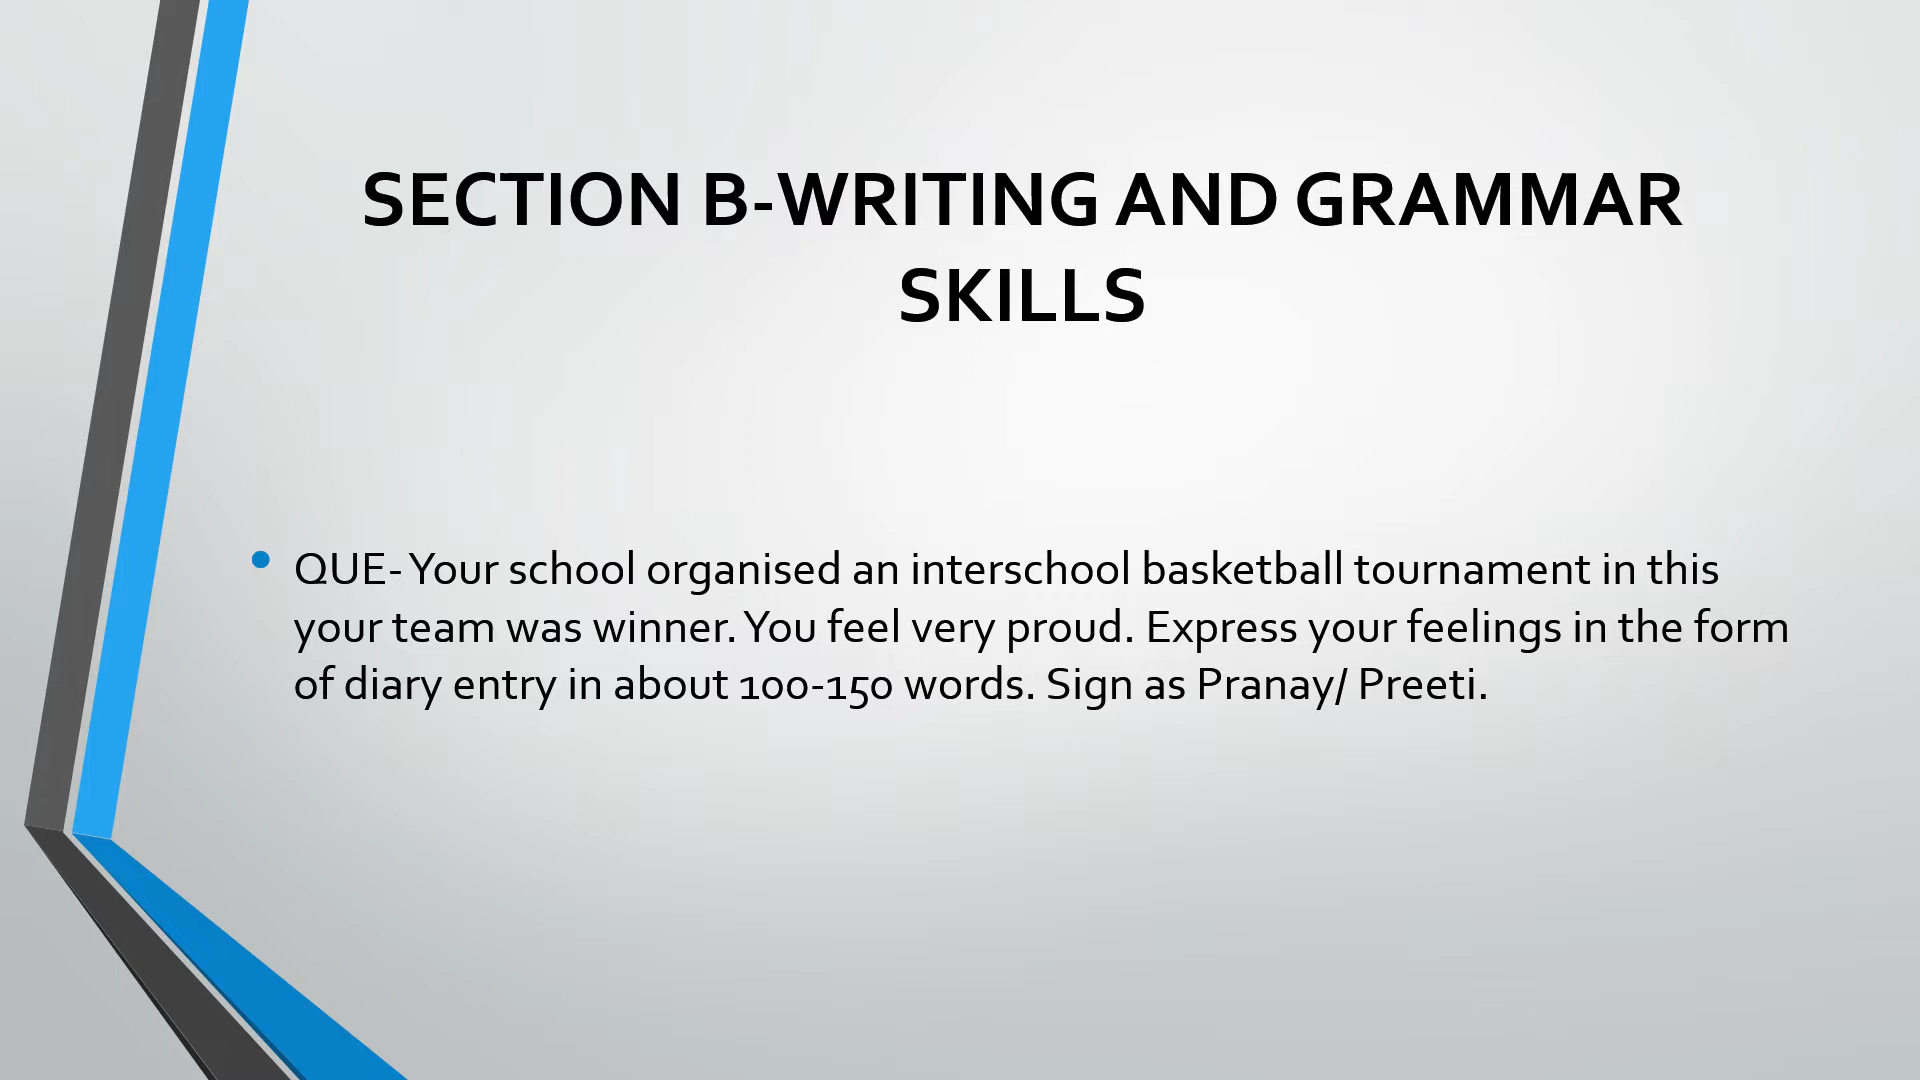 SECTION B-WRITING AND GRAMMAR
SKILLS
• QUE- Your school organised an interschool basketball tournament in this
your team was winner. You feel very proud. Express your feelings in the form
of diary entry in about 100-150 words. Sign as Pranay/ Preeti.